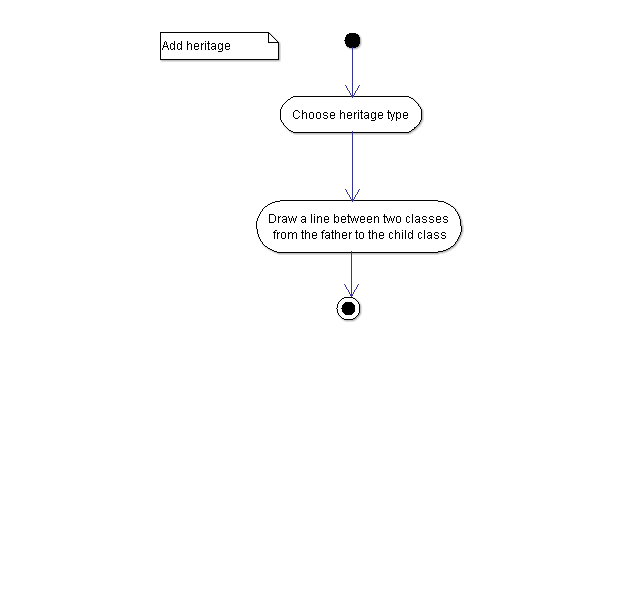 Add heritage
Choose heritage type
Draw a line between two classes
from the father to the child class